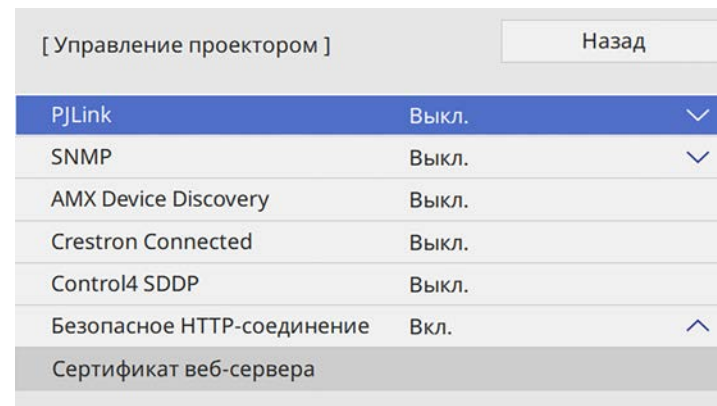 [ Управление проектором ] Назад
PJLink Выкл.
SNMP Выкл.
AMX Device Discovery Выкл.
Crestron Connected Выкл.
Control4 SDDP Выкл.
Безопасное HTTP-соединение Вкл.
Сертификат веб-сервера